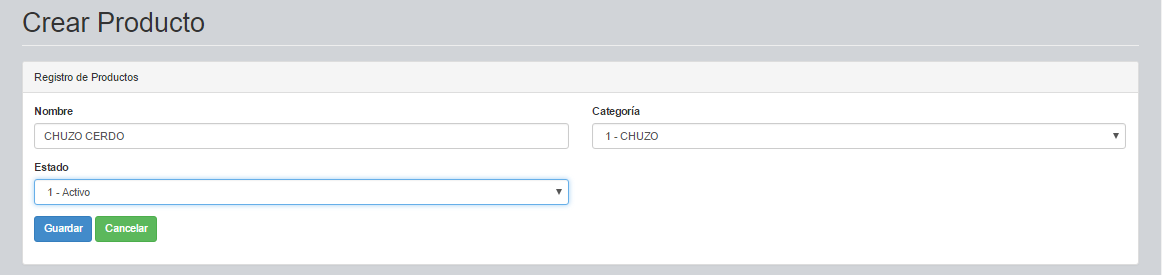 Crear Producto
Registro de Productos
Nombre
Categoría
CHUZO CERDO
1 - CHUZO
Estado
1 - Activo
Guardar
Cancelar